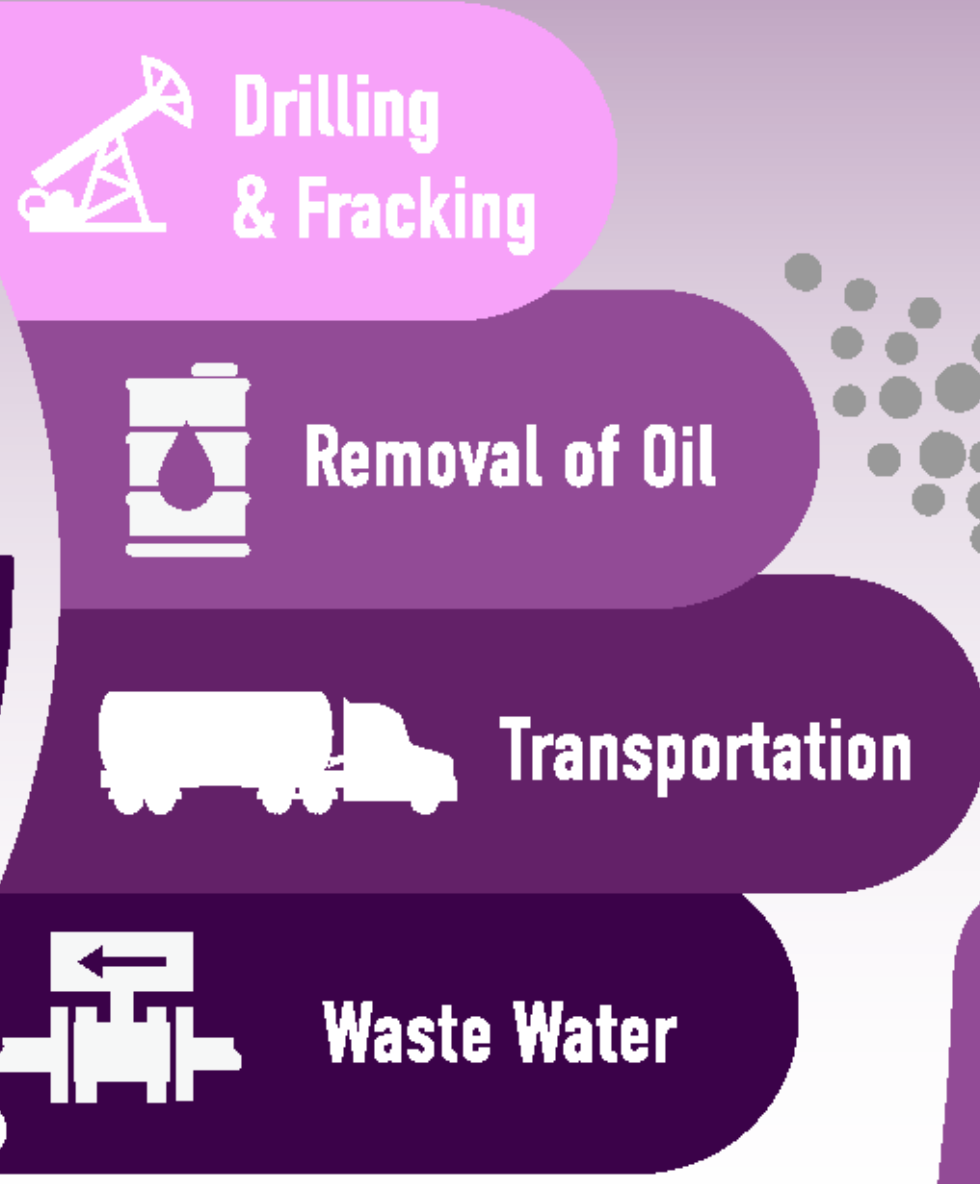 Drilling
& Fracking
Removal of Oil
Transportation
Waste Water